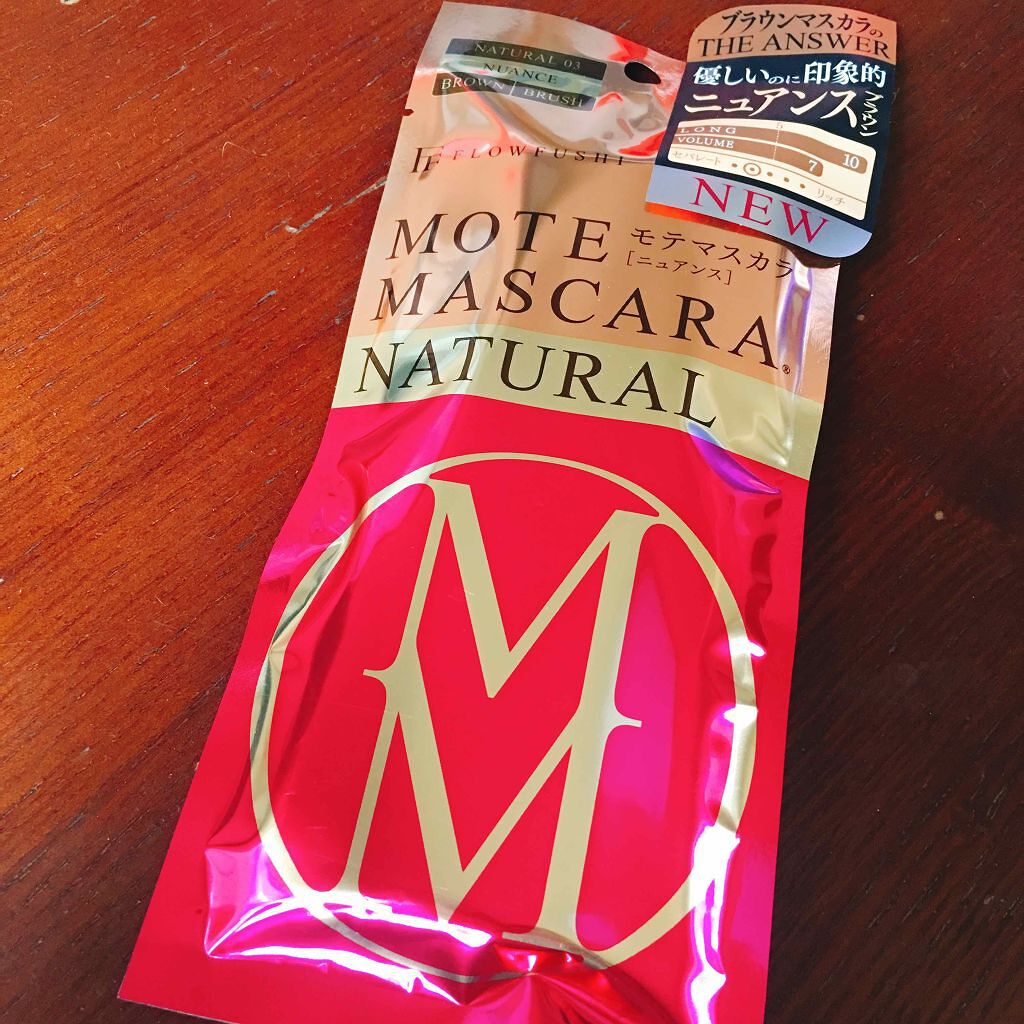 NATURAL 03
NUANCE
BROWN / BRUSH
FLOWFUSHI
MOTE
MASCARA®
NATURAL
モテマスカラ
[ニュアンス]
ブラウンマスカラの
THE ANSWER
優しいのに印象的
ニュアンスブラウン
5
LONG 10
VOLUME 7
セパレート リッチ
NEW
M
M